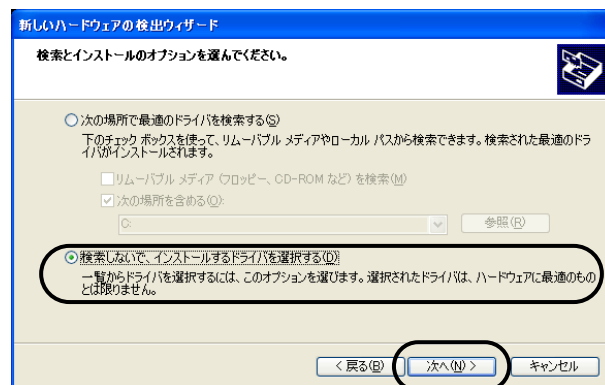 新しいハードウェアの検出ウィザード
検索とインストールのオプションを選んでください。
次の場所で最適のドライバを検索する(S)
下のチェック ボックスを使って、リムーバブル メディアやローカル パスから検索できます。検索された最適のドラ
イバがインストールされます。
リムーバブル メディア (フロッピー、CD-ROM など) を検索(M)
次の場所を含める(O):
C:
参照(R)
検索しないで、インストールするドライバを選択する(D)
一覧からドライバを選択するには、このオプションを選びます。選択されたドライバは、ハードウェアに最適のもの
とは限りません。
< 戻る(B)
次へ(N) >
キャンセル